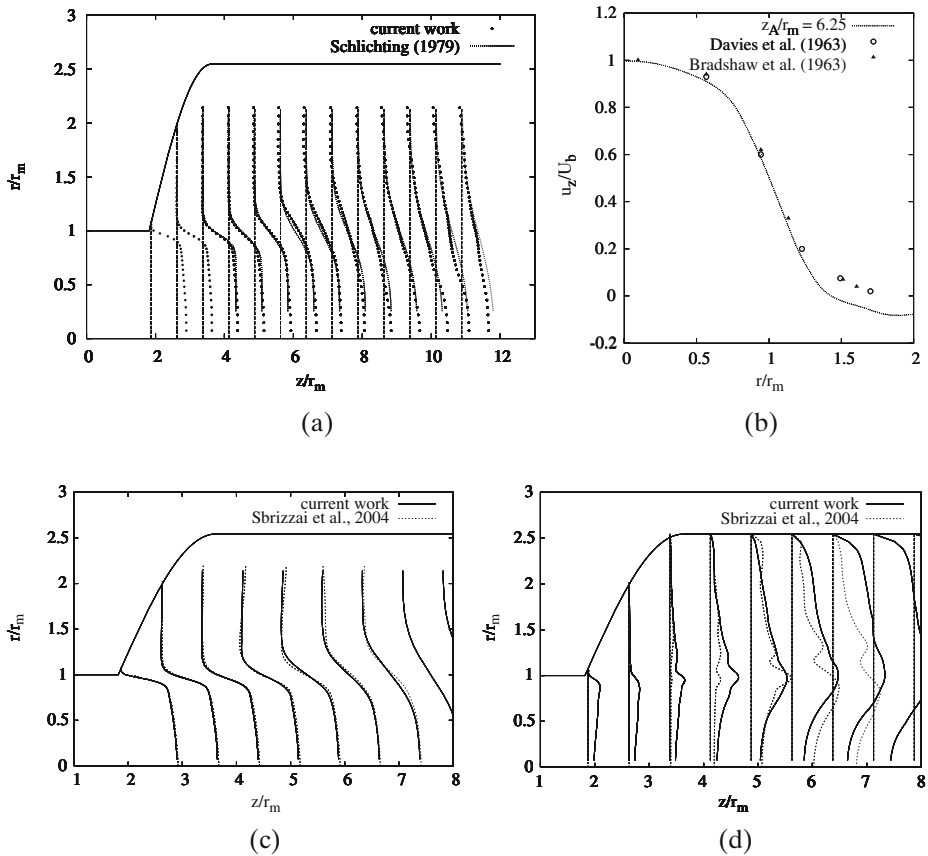 current work
Schlichting (1979)
3
2.5
2
1.5
1
0.5
0
r/rₘ
0 2 4 6 8 10 12
z/rₘ
(a)
z_A/rₘ = 6.25
Davies et al. (1963)
Bradshaw et al. (1963)
1.2
1
0.8
0.6
0.4
0.2
0
-0.2
u_z/U_b
0 0.5 1 1.5 2
r/rₘ
(b)
current work
Sbrizzai et al., 2004
3
2.5
2
1.5
1
0.5
0
r/rₘ
1 2 3 4 5 6 7 8
z/rₘ
(c)
current work
Sbrizzai et al., 2004
3
2.5
2
1.5
1
0.5
0
r/rₘ
1 2 3 4 5 6 7 8
z/rₘ
(d)